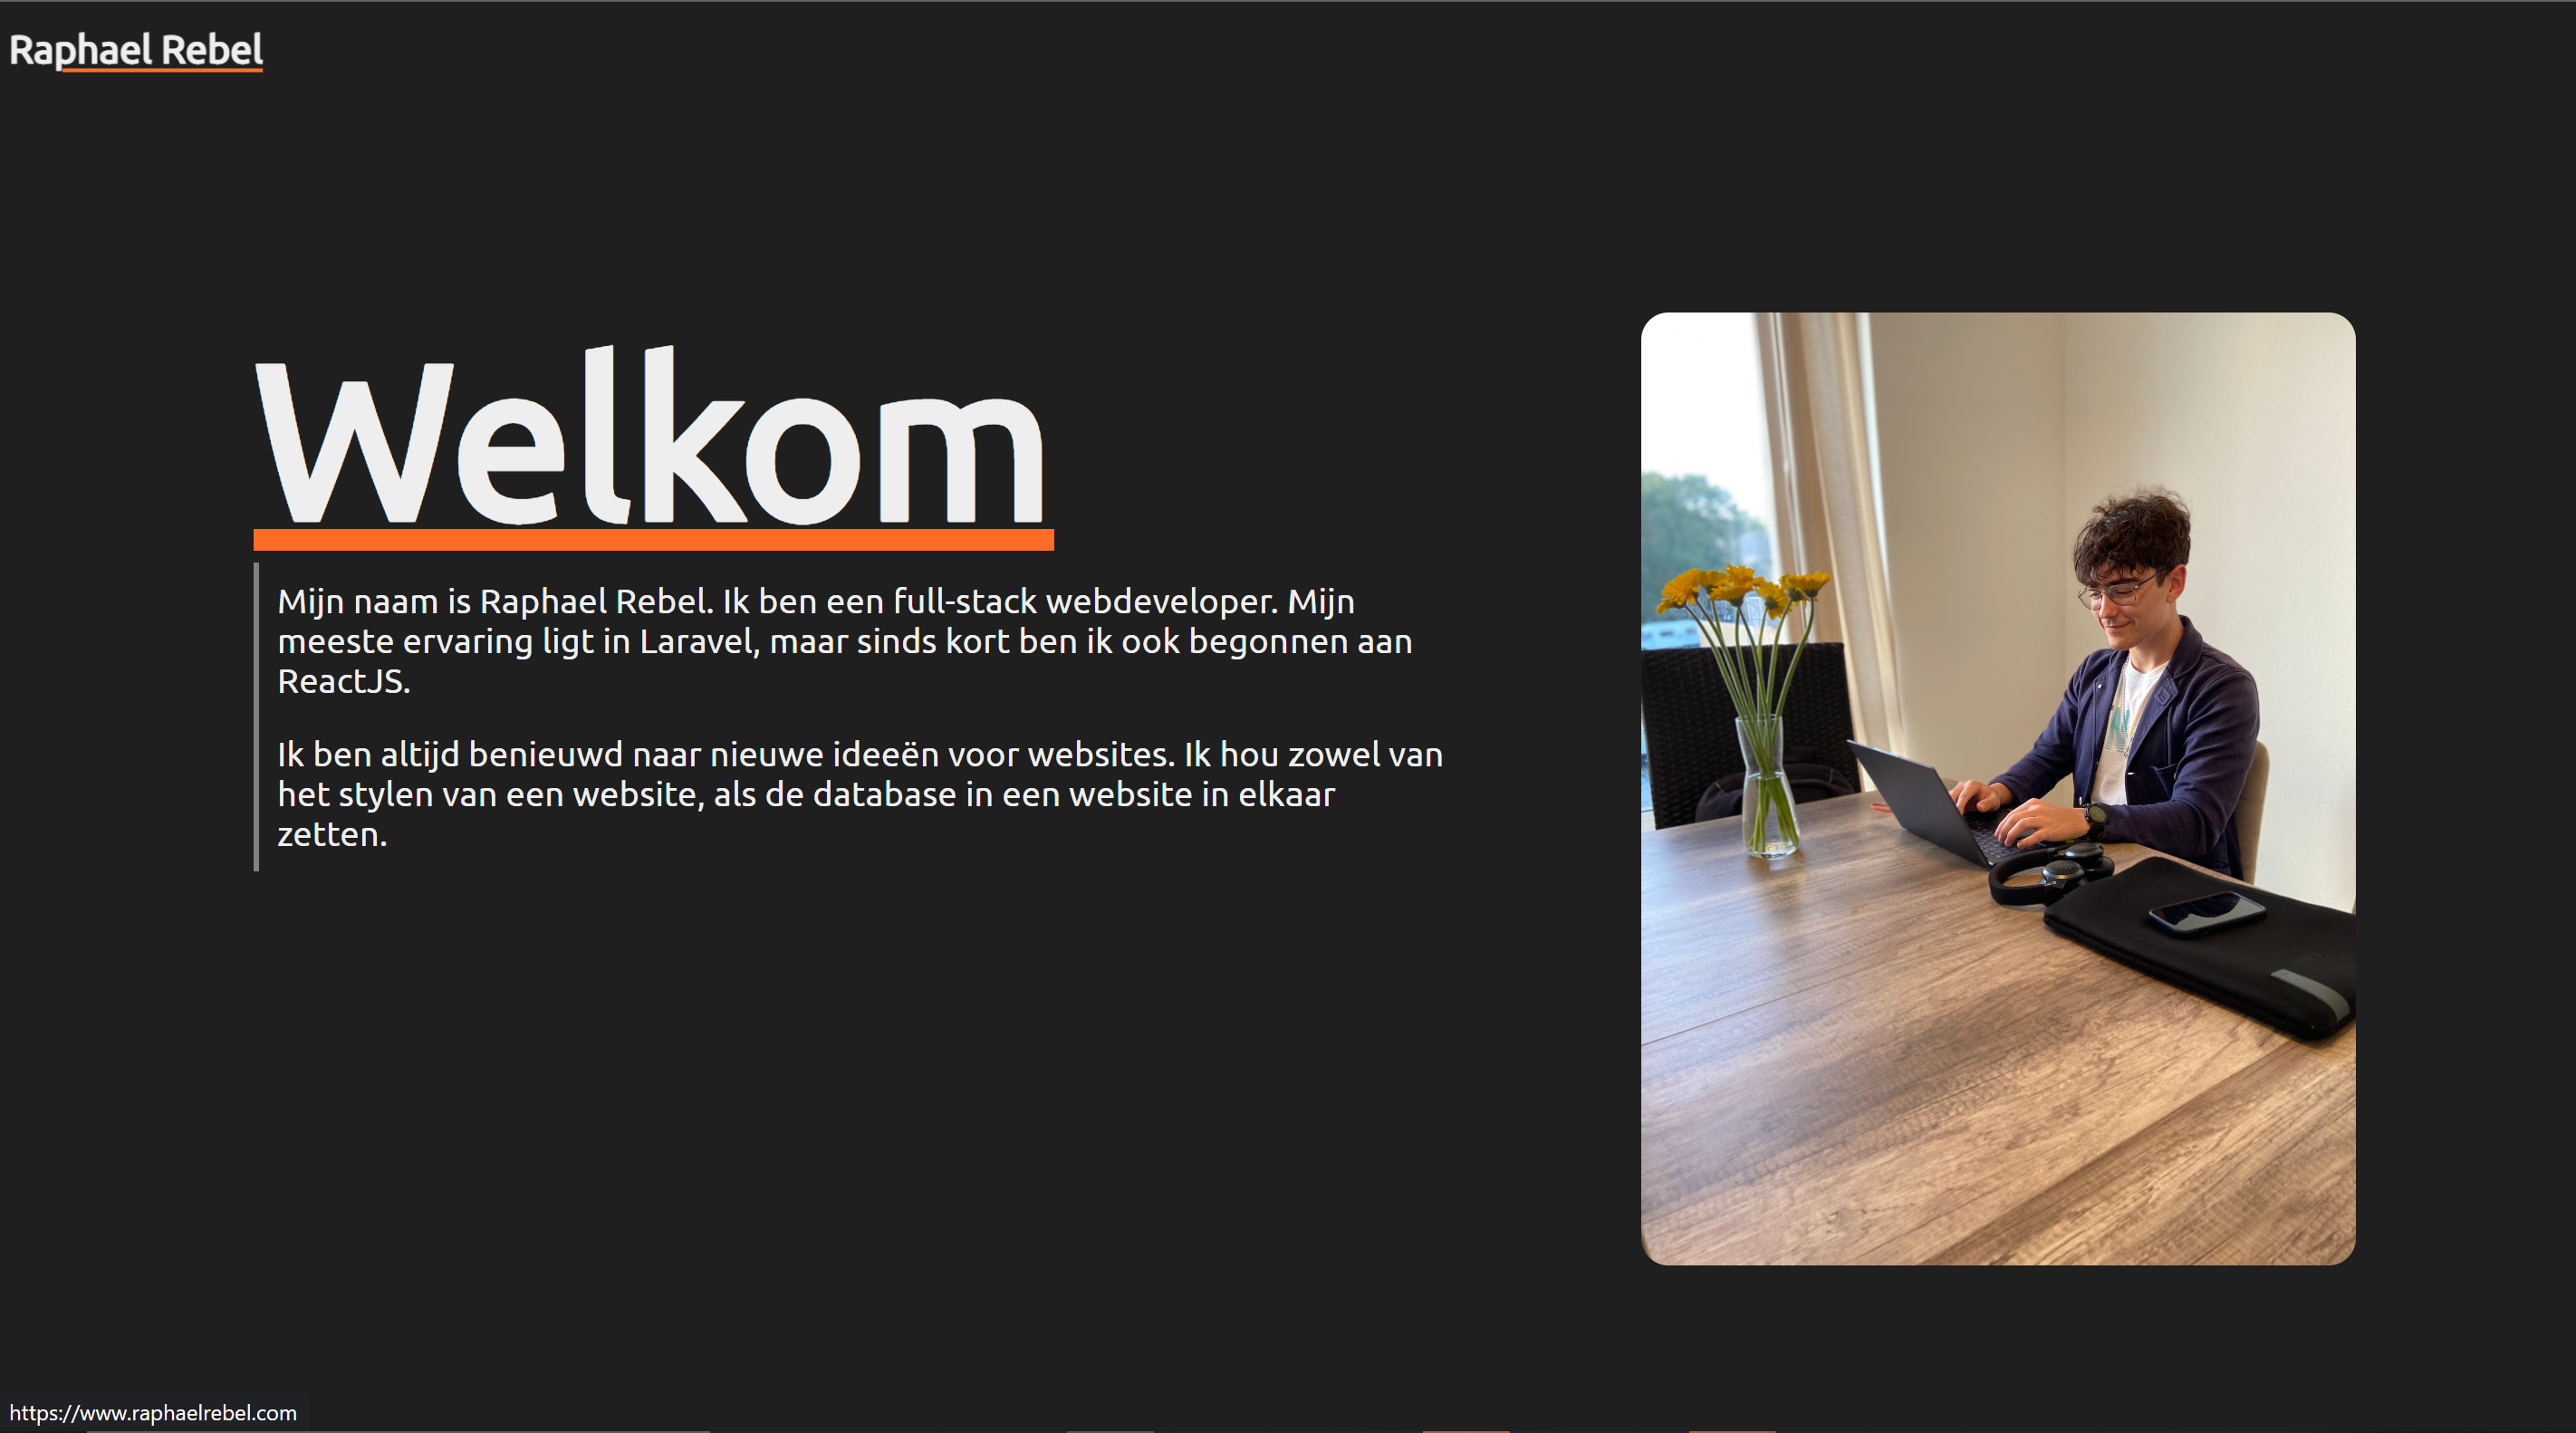 Raphael Rebel
Welkom
Mijn naam is Raphael Rebel. Ik ben een full-stack webdeveloper. Mijn
meeste ervaring ligt in Laravel, maar sinds kort ben ik ook begonnen aan
ReactJS.
Ik ben altijd benieuwd naar nieuwe ideeën voor websites. Ik hou zowel van
het stylen van een website, als de database in een website in elkaar
zetten.
https://www.raphaelrebel.com